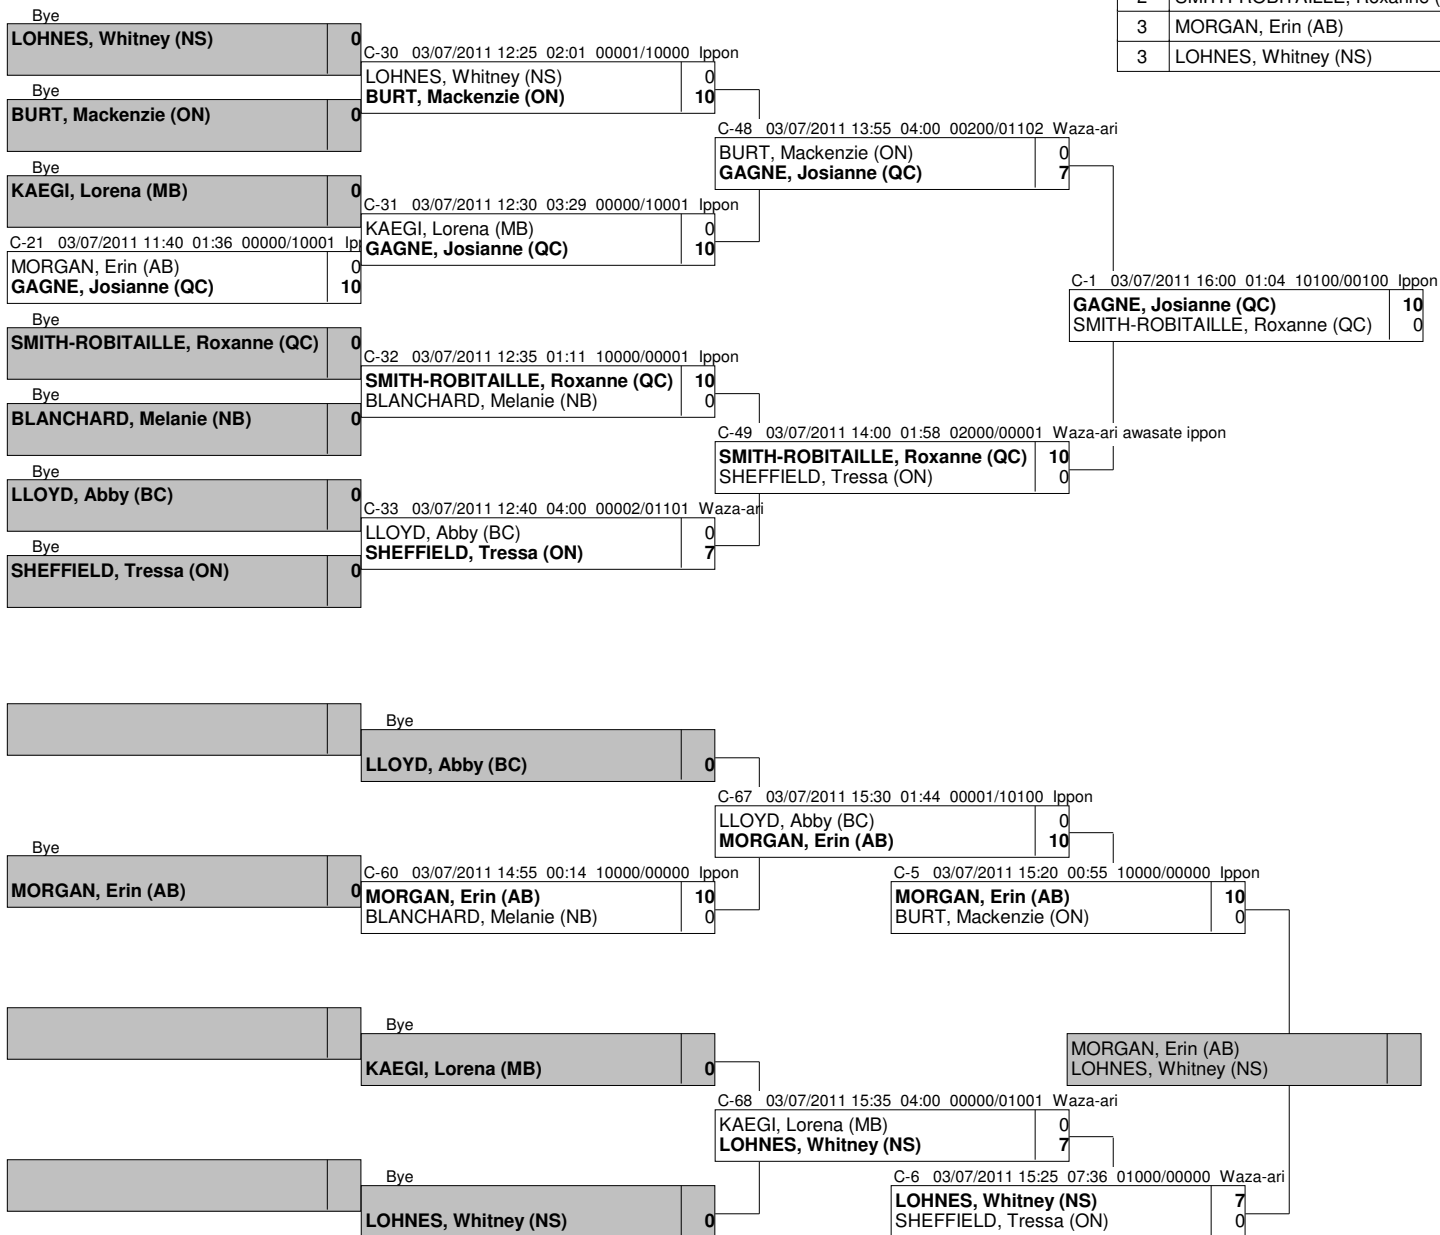 2 SMITH-ROBITAILLE, Roxanne (
3 MORGAN, Erin (AB)
3 LOHNES, Whitney (NS)
Bye
LOHNES, Whitney (NS) 0
Bye
BURT, Mackenzie (ON) 0
Bye
KAEGI, Lorena (MB) 0
C-21 03/07/2011 11:40 01:36 00000/10001 Ip
MORGAN, Erin (AB) 0
GAGNE, Josianne (QC) 10
Bye
SMITH-ROBITAILLE, Roxanne (QC) 0
Bye
BLANCHARD, Melanie (NB) 0
Bye
LLOYD, Abby (BC) 0
Bye
SHEFFIELD, Tressa (ON) 0
C-30 03/07/2011 12:25 02:01 00001/10000 Ippon
LOHNES, Whitney (NS) 0
BURT, Mackenzie (ON) 10
C-31 03/07/2011 12:30 03:29 00000/10001 Ippon
KAEGI, Lorena (MB) 0
GAGNE, Josianne (QC) 10
C-32 03/07/2011 12:35 01:11 10000/00001 Ippon
SMITH-ROBITAILLE, Roxanne (QC) 10
BLANCHARD, Melanie (NB) 0
C-33 03/07/2011 12:40 04:00 00002/01101 Waza-ari
LLOYD, Abby (BC) 0
SHEFFIELD, Tressa (ON) 7
C-48 03/07/2011 13:55 04:00 00200/01102 Waza-ari
BURT, Mackenzie (ON) 0
GAGNE, Josianne (QC) 7
C-49 03/07/2011 14:00 01:58 02000/00001 Waza-ari awasate ippon
SMITH-ROBITAILLE, Roxanne (QC) 10
SHEFFIELD, Tressa (ON) 0
C-1 03/07/2011 16:00 01:04 10100/00100 Ippon
GAGNE, Josianne (QC) 10
SMITH-ROBITAILLE, Roxanne (QC) 0
Bye
LLOYD, Abby (BC) 0
Bye
MORGAN, Erin (AB) 0
C-60 03/07/2011 14:55 00:14 10000/00000 Ippon
MORGAN, Erin (AB) 10
BLANCHARD, Melanie (NB) 0
C-67 03/07/2011 15:30 01:44 00001/10100 Ippon
LLOYD, Abby (BC) 0
MORGAN, Erin (AB) 10
C-5 03/07/2011 15:20 00:55 10000/00000 Ippon
MORGAN, Erin (AB) 10
BURT, Mackenzie (ON) 0
Bye
KAEGI, Lorena (MB) 0
Bye
LOHNES, Whitney (NS) 0
C-68 03/07/2011 15:35 04:00 00000/01001 Waza-ari
KAEGI, Lorena (MB) 0
LOHNES, Whitney (NS) 7
C-6 03/07/2011 15:25 07:36 01000/00000 Waza-ari
LOHNES, Whitney (NS) 7
SHEFFIELD, Tressa (ON) 0
MORGAN, Erin (AB)
LOHNES, Whitney (NS)